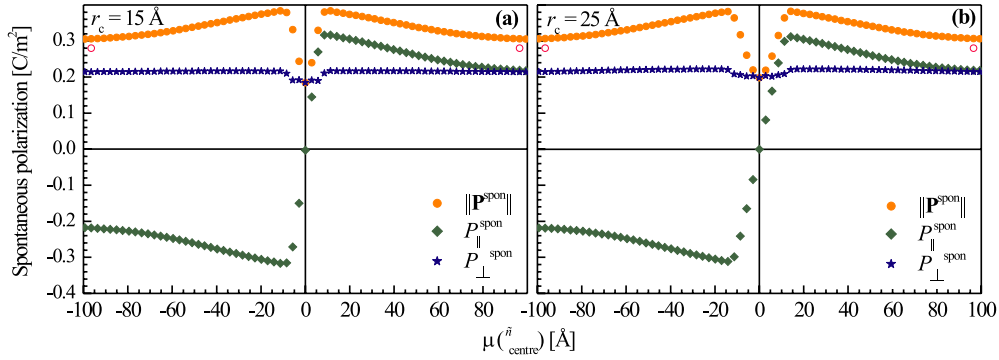 r_c = 15 Å
(a)
r_c = 25 Å
(b)
Spontaneous polarization [C/m²]
0.3
0.2
0.1
0.0
-0.1
-0.2
-0.3
-0.4
‖P^spon‖
P_∥^spon
P_⊥^spon
‖P^spon‖
P_∥^spon
P_⊥^spon
-100 -80 -60 -40 -20 0 20 40 60 80 -100 -80 -60 -40 -20 0 20 40 60 80 100
μ(ñ_centre) [Å]